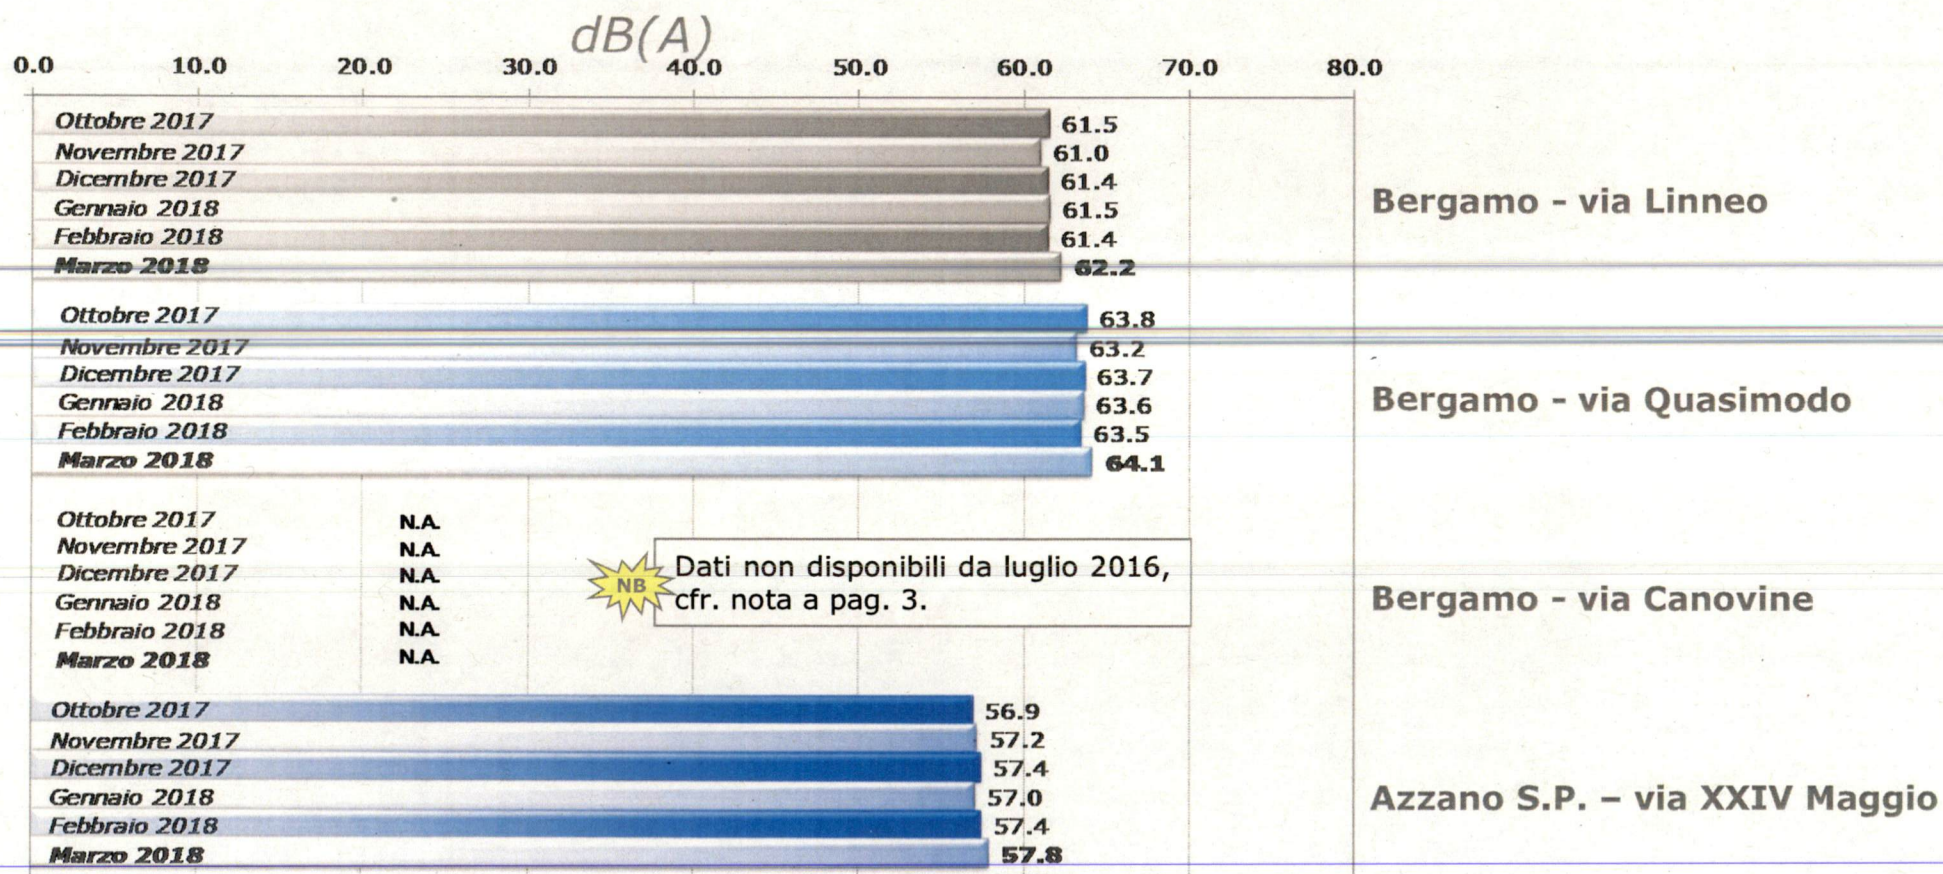 dB(A)
0.0 10.0 20.0 30.0 40.0 50.0 60.0 70.0 80.0
Ottobre 2017 61.5
Novembre 2017 61.0
Dicembre 2017 61.4
Gennaio 2018 61.5
Febbraio 2018 61.4
Marzo 2018 62.2
Bergamo - via Linneo
Ottobre 2017 63.8
Novembre 2017 63.2
Dicembre 2017 63.7
Gennaio 2018 63.6
Febbraio 2018 63.5
Marzo 2018 64.1
Bergamo - via Quasimodo
Ottobre 2017 N.A.
Novembre 2017 N.A.
Dicembre 2017 N.A.
Gennaio 2018 N.A.
Febbraio 2018 N.A.
Marzo 2018 N.A.
NB
Dati non disponibili da luglio 2016,
cfr. nota a pag. 3.
Bergamo - via Canovine
Ottobre 2017 56.9
Novembre 2017 57.2
Dicembre 2017 57.4
Gennaio 2018 57.0
Febbraio 2018 57.4
Marzo 2018 57.8
Azzano S.P. – via XXIV Maggio